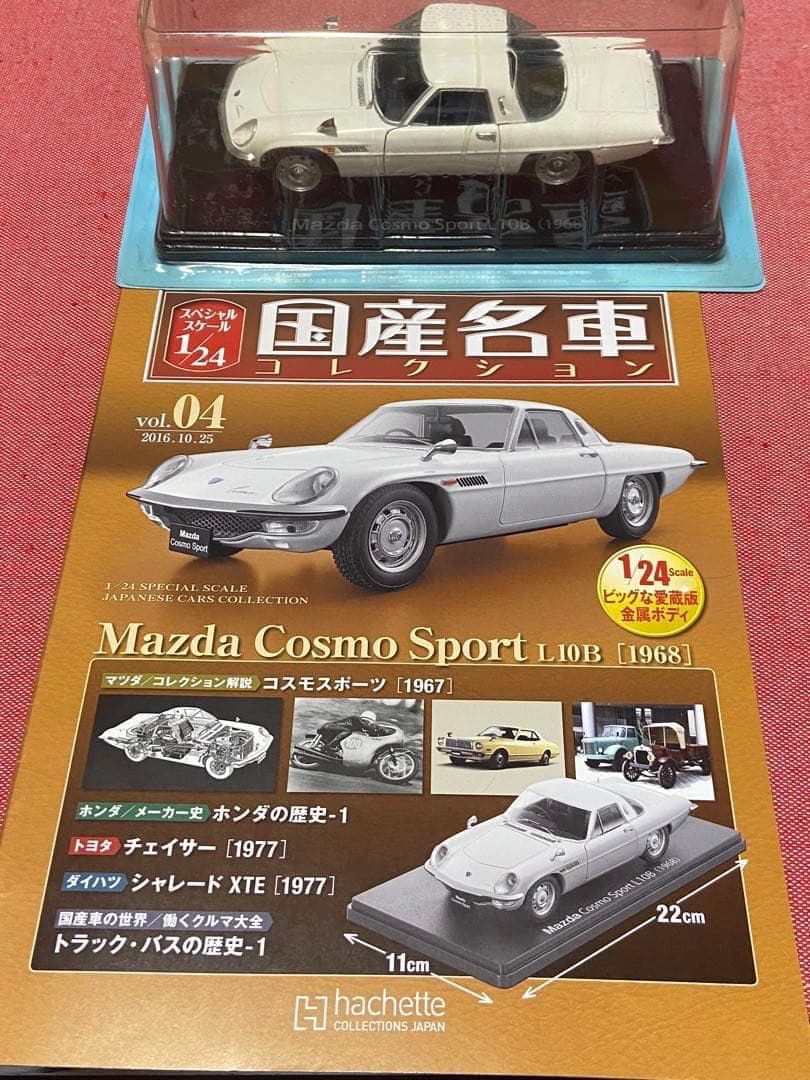 Mazda Cosmo Sport L10B (1968)
CAUTION
スペシャル
スケール
1/24
国産名車
コレクション
vol.04
2016.10.25
Cosmo
Mazda
Cosmo Sport
1/24 SPECIAL SCALE
JAPANESE CARS COLLECTION
1/24 Scale
ビッグな愛蔵版
金属ボディ
Mazda Cosmo Sport L10B [1968]
マツダ/コレクション解説 コスモスポーツ [1967]
100
ホンダ/メーカー史 ホンダの歴史-1
トヨタ チェイサー [1977]
ダイハツ シャレード XTE [1977]
国産車の世界/働くクルマ大全
トラック・バスの歴史-1
Mazda Cosmo Sport L10B (1968)
22cm
11cm
hachette
COLLECTIONS JAPAN